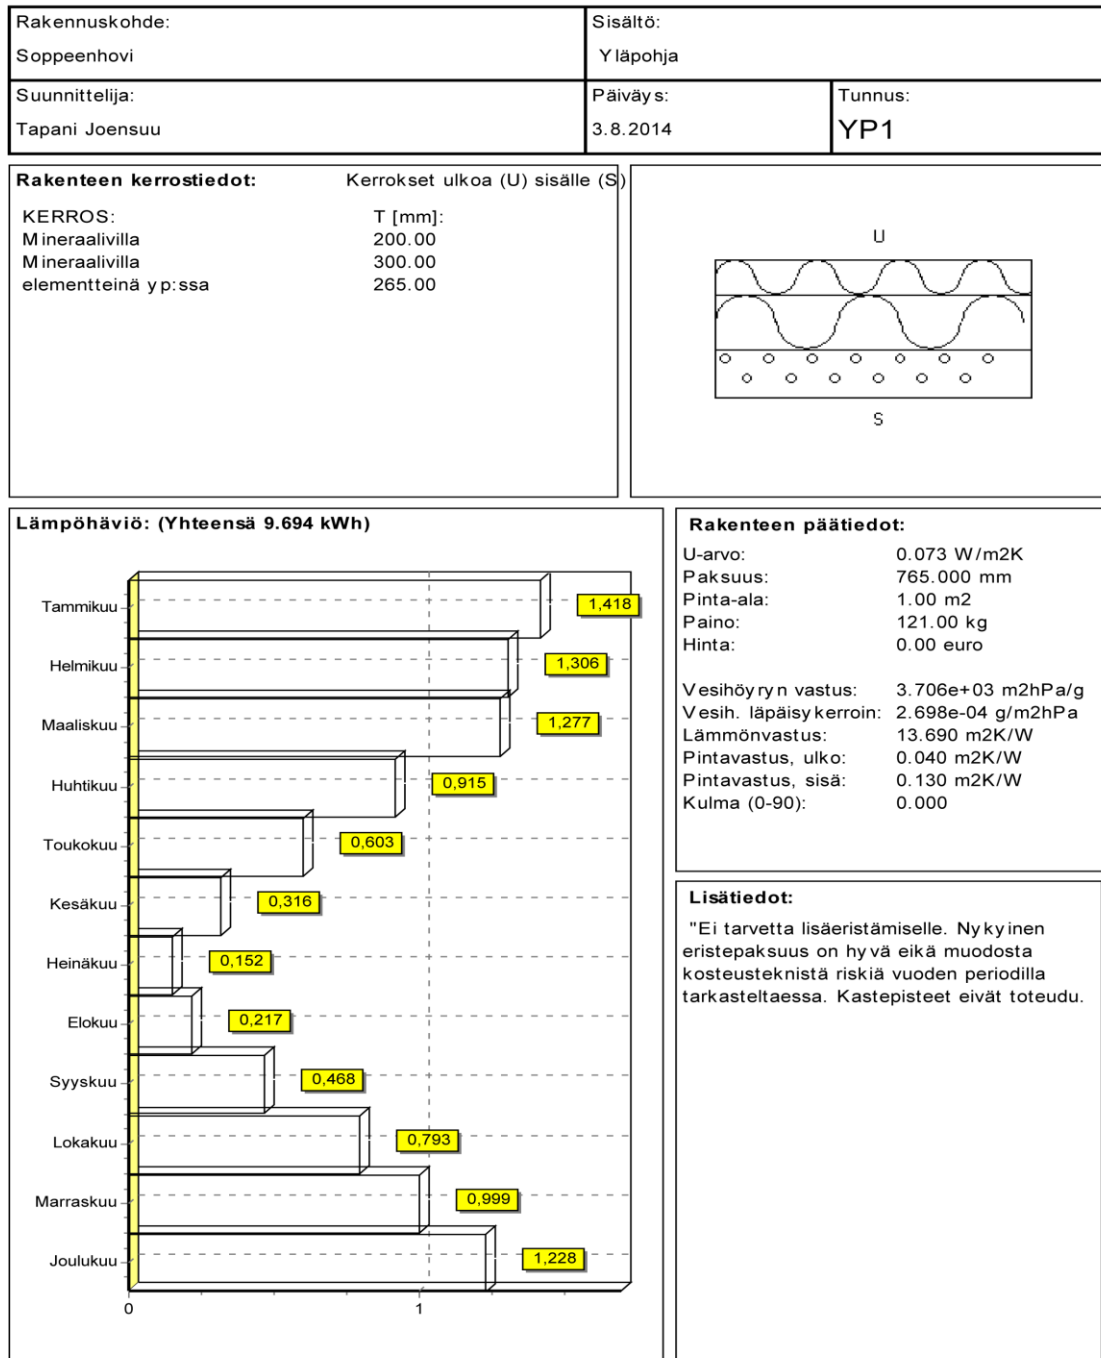 Rakennuskohde:
Soppeenhovi
Sisältö:
Yläpohja
Suunnittelija:
Tapani Joensuu
Päiväys:
3.8.2014
Tunnus:
YP1
Rakenteen kerrostiedot: Kerrokset ulkoa (U) sisälle (S)
KERROS: T [mm]:
Mineraalivilla 200.00
Mineraalivilla 300.00
elementteinä yp:ssa 265.00
U
S
Lämpöhäviö: (Yhteensä 9.694 kWh)
Tammikuu 1,418
Helmikuu 1,306
Maaliskuu 1,277
Huhtikuu 0,915
Toukokuu 0,603
Kesäkuu 0,316
Heinäkuu 0,152
Elokuu 0,217
Syyskuu 0,468
Lokakuu 0,793
Marraskuu 0,999
Joulukuu 1,228
0 1
Rakenteen päätiedot:
U-arvo: 0.073 W/m2K
Paksuus: 765.000 mm
Pinta-ala: 1.00 m2
Paino: 121.00 kg
Hinta: 0.00 euro
Vesihöyryn vastus: 3.706e+03 m2hPa/g
Vesih. läpäisykerroin: 2.698e-04 g/m2hPa
Lämmönvastus: 13.690 m2K/W
Pintavastus, ulko: 0.040 m2K/W
Pintavastus, sisä: 0.130 m2K/W
Kulma (0-90): 0.000
Lisätiedot:
"Ei tarvetta lisäeristämiselle. Nykyinen
eristepaksuus on hyvä eikä muodosta
kosteusteknistä riskiä vuoden periodilla
tarkasteltaessa. Kastepisteet eivät toteudu.